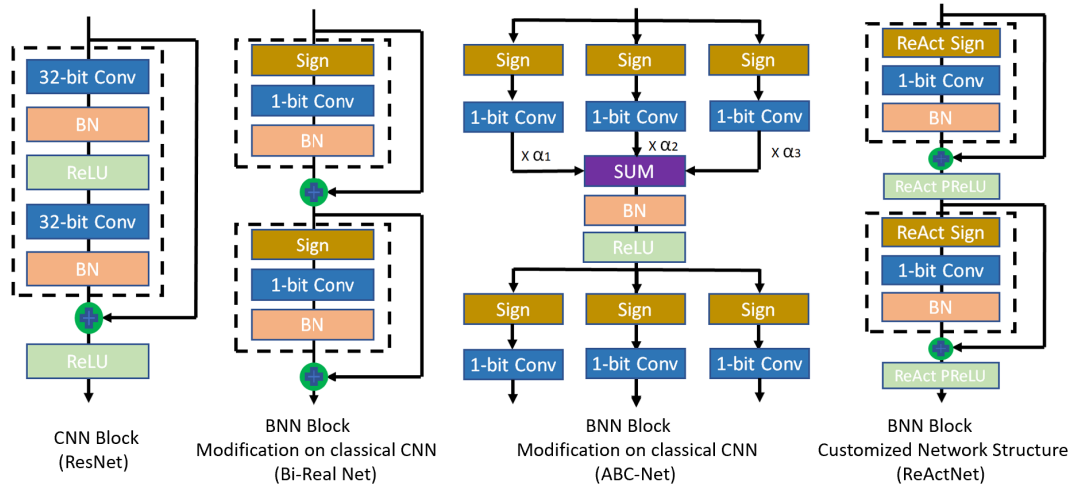 32-bit Conv
BN
ReLU
32-bit Conv
BN
ReLU
CNN Block
(ResNet)
Sign
1-bit Conv
BN
Sign
1-bit Conv
BN
BNN Block
Modification on classical CNN
(Bi-Real Net)
Sign
Sign
Sign
1-bit Conv
1-bit Conv
1-bit Conv
x α1
x α2
x α3
SUM
BN
ReLU
Sign
Sign
Sign
1-bit Conv
1-bit Conv
1-bit Conv
BNN Block
Modification on classical CNN
(ABC-Net)
ReAct Sign
1-bit Conv
BN
ReAct PReLU
ReAct Sign
1-bit Conv
BN
ReAct PReLU
BNN Block
Customized Network Structure
(ReActNet)